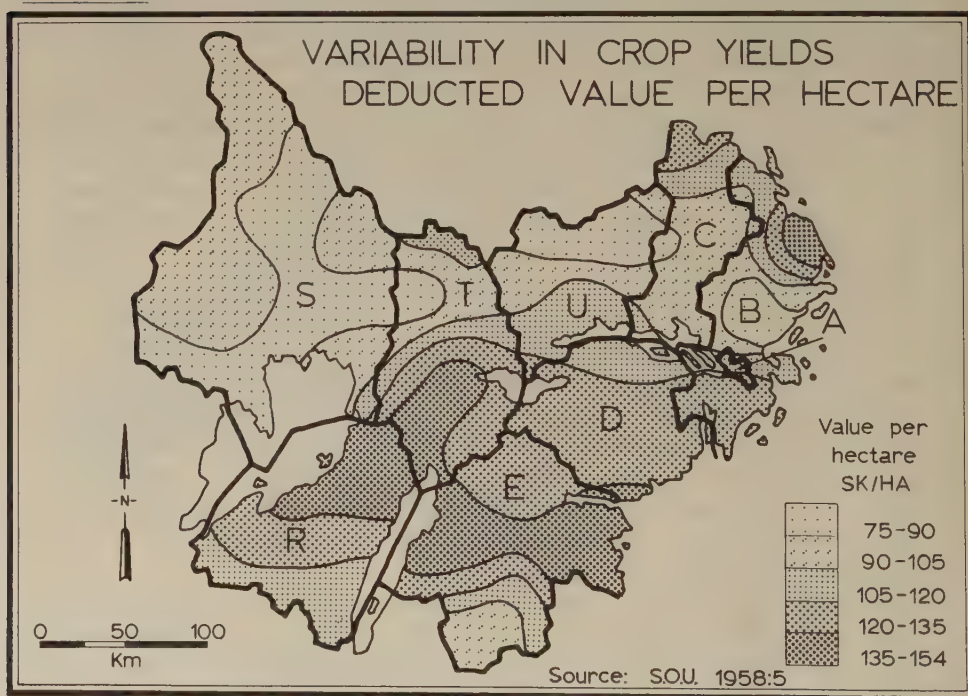 VARIABILITY IN CROP YIELDS
DEDUCTED VALUE PER HECTARE
C
S
T
U
B
A
D
E
R
Value per
hectare
SK/HA
75-90
90-105
105-120
120-135
135-154
-N-
0 50 100
Km
Source: S.O.U. 1958:5